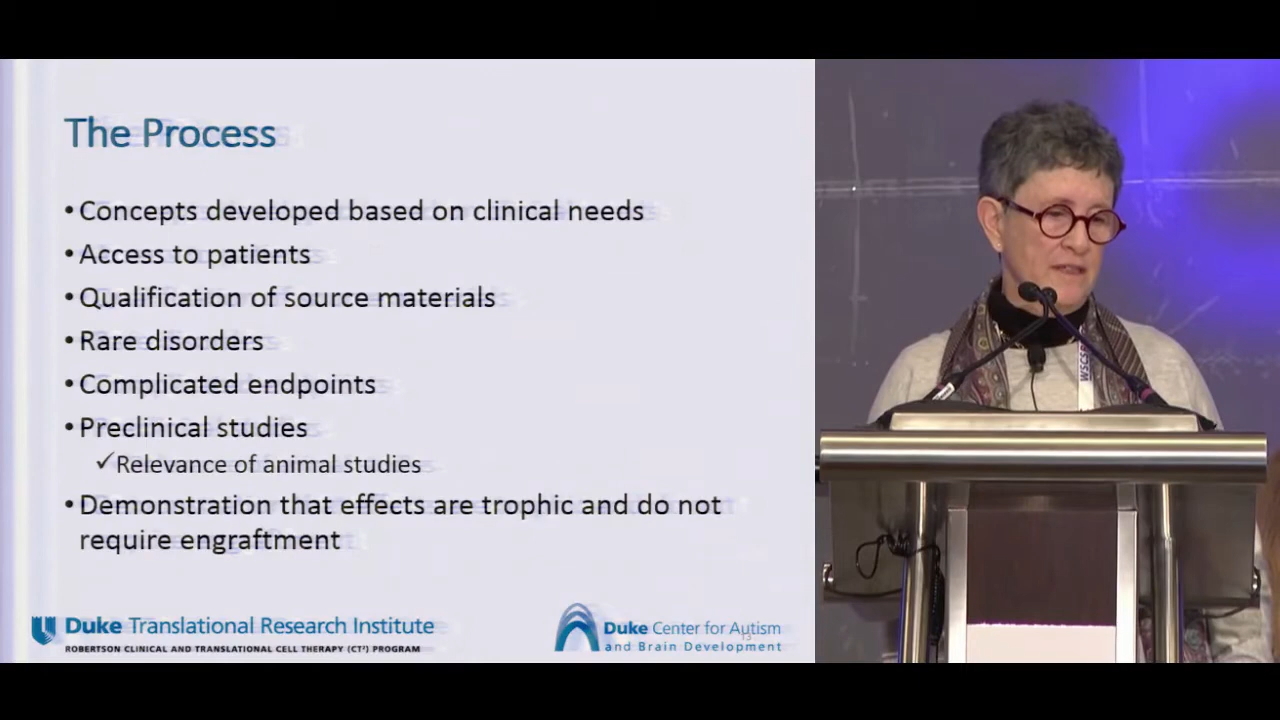 The Process
• Concepts developed based on clinical needs
• Access to patients
• Qualification of source materials
• Rare disorders
• Complicated endpoints
• Preclinical studies
✓Relevance of animal studies
• Demonstration that effects are trophic and do not
require engraftment
Duke Translational Research Institute
ROBERTSON CLINICAL AND TRANSLATIONAL CELL THERAPY (CT²) PROGRAM
Duke Center for Autism
and Brain Development
13
WSCS